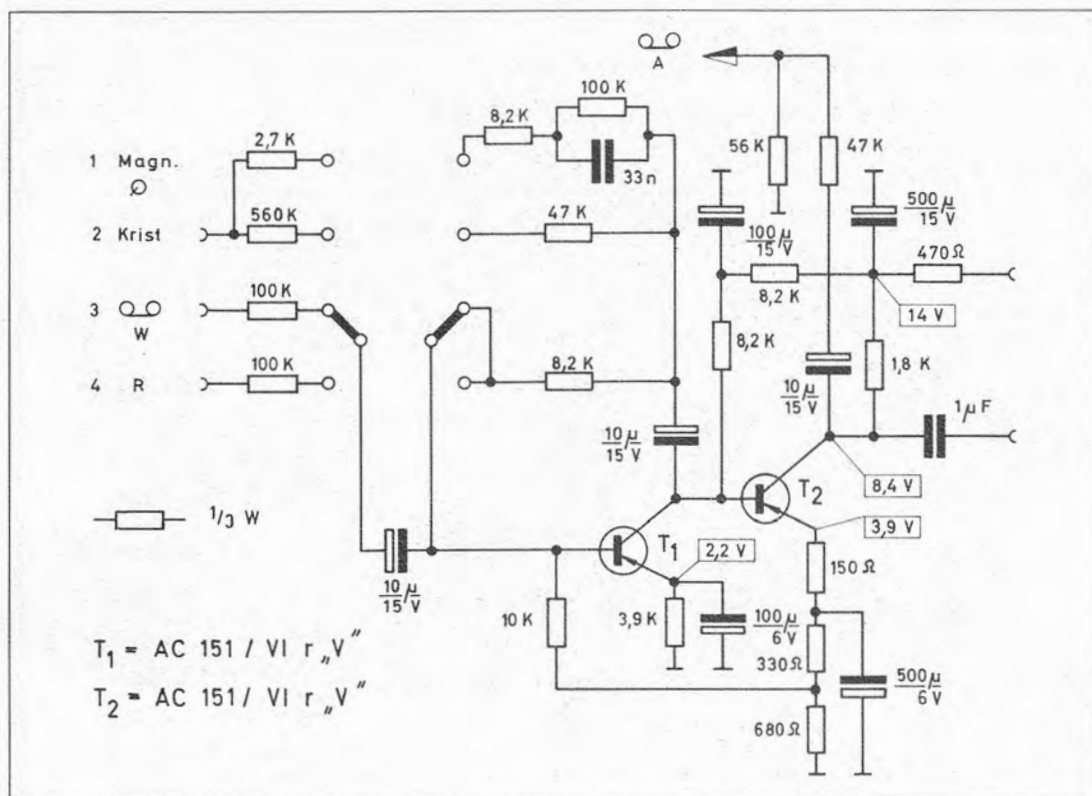 A
100 K
8,2 K
33 n
1 Magn.
2,7 K
56 K
47 K
2 Krist
560 K
47 K
100 µ/15 V
500 µ/15 V
470 Ω
8,2 K
14 V
3
W
100 K
8,2 K
1,8 K
4 R
100 K
8,2 K
10 µ/15 V
1 µF
10 µ/15 V
T2
8,4 V
1/3 W
T1
2,2 V
3,9 V
150 Ω
10 µ/15 V
10 K
3,9 K
100 µ/6 V
330 Ω
500 µ/6 V
680 Ω
T1 = AC 151 / VI r „V“
T2 = AC 151 / VI r „V“